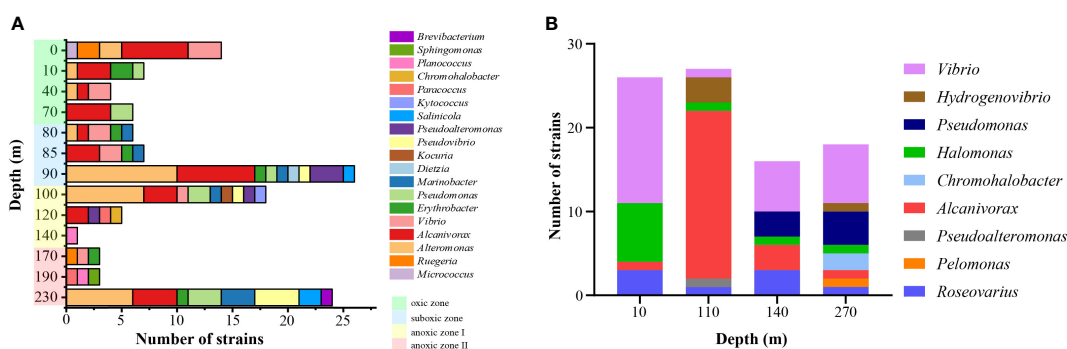 A
Depth (m)
0
10
40
70
80
85
90
100
120
140
170
190
230
0
5
10
15
20
25
Number of strains
Brevibacterium
Sphingomonas
Planococcus
Chromohalobacter
Paracoccus
Kytococcus
Salinicola
Pseudoalteromonas
Pseudovibrio
Kocuria
Dietzia
Marinobacter
Pseudomonas
Erythrobacter
Vibrio
Alcanivorax
Alteromonas
Ruegeria
Micrococcus
oxic zone
suboxic zone
anoxic zone I
anoxic zone II
B
Number of strains
30
20
10
0
10
110
140
270
Depth (m)
Vibrio
Hydrogenovibrio
Pseudomonas
Halomonas
Chromohalobacter
Alcanivorax
Pseudoalteromonas
Pelomonas
Roseovarius